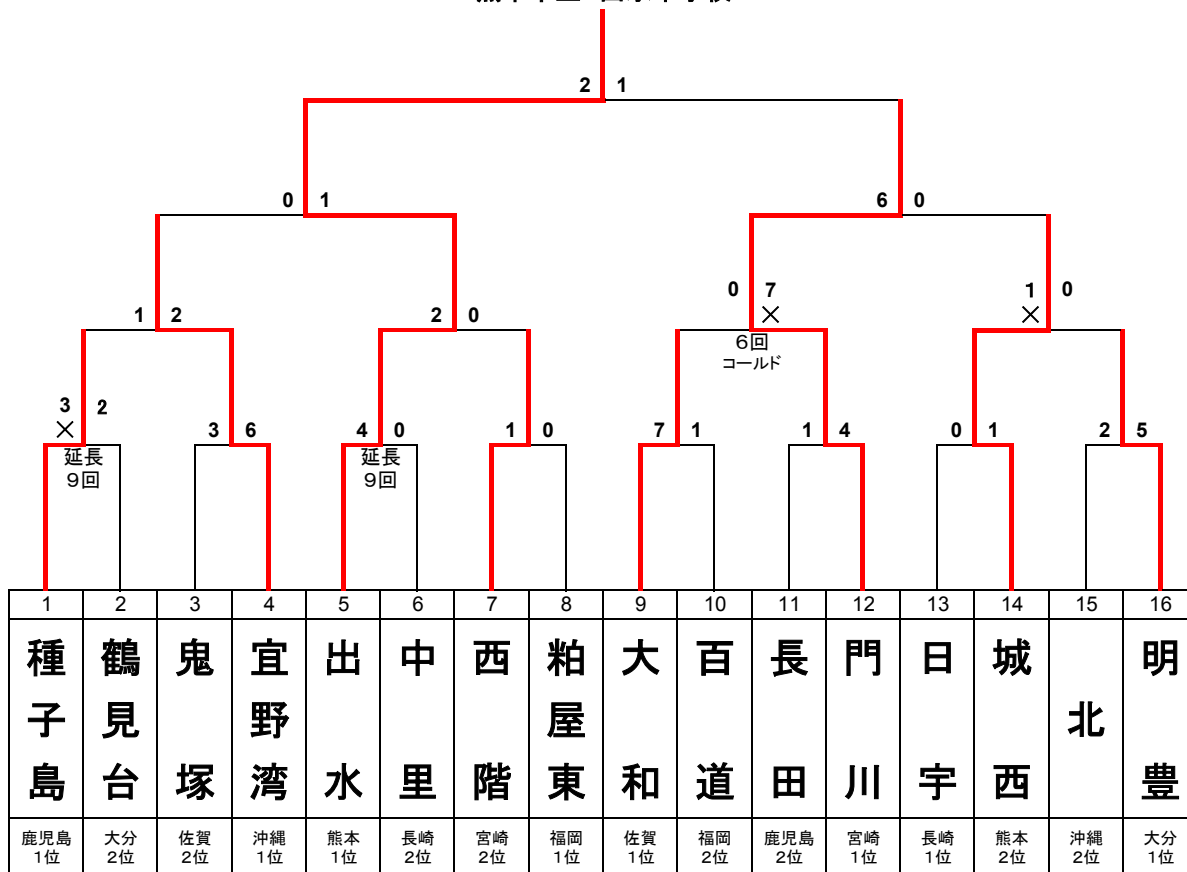 2 1
0 1
6 0
0 7
×
6回
コールド
1 0
×
1 2
2 0
3 2
×
延長
9回
3 6
4 0
延長
9回
1 0
7 1
1 4
0 1
2 5
1 2 3 4 5 6 7 8 9 10 11 12 13 14 15 16
種子島 鶴見台 鬼塚 宜野湾 出水 中里 西階 粕屋東 大和 百道 長田 門川 日宇 城西 北 明豊
鹿児島 大分 佐賀 沖縄 熊本 長崎 宮崎 福岡 佐賀 福岡 鹿児島 宮崎 長崎 熊本 沖縄 大分
1位 2位 2位 1位 1位 2位 2位 1位 1位 2位 2位 1位 1位 2位 2位 1位